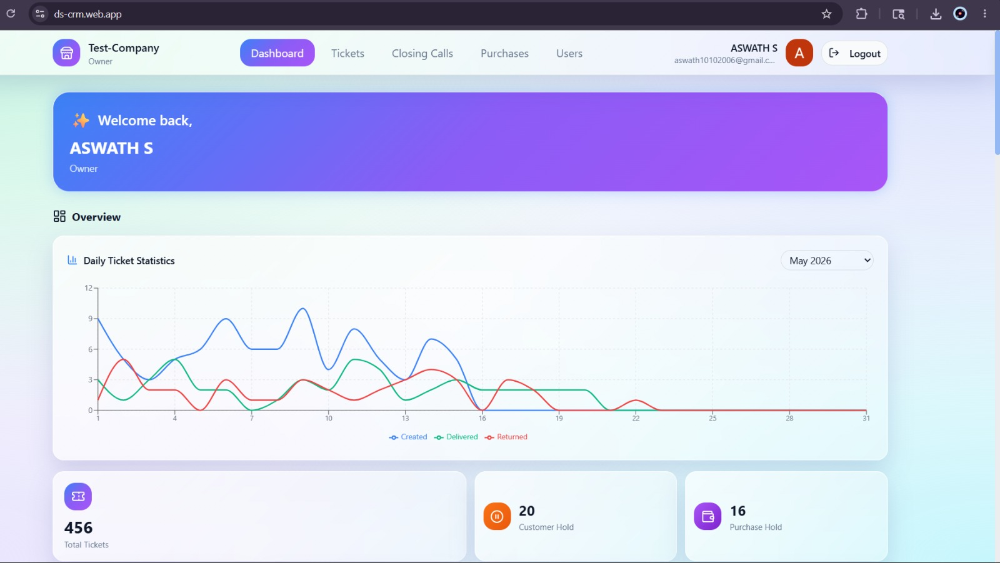 ds-crm.web.app
Test-Company
Owner
Dashboard
Tickets
Closing Calls
Purchases
Users
ASWATH S
aswath10102006@gmail.c...
A
Logout
Welcome back,
ASWATH S
Owner
Overview
Daily Ticket Statistics
May 2026
12
9
6
3
0
1 4 7 10 13 16 19 22 25 28 31
Created Delivered Returned
456
Total Tickets
20
Customer Hold
16
Purchase Hold